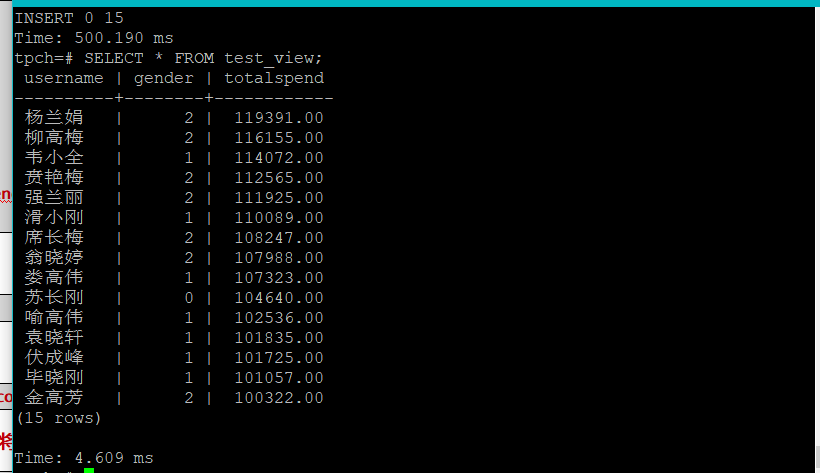 INSERT 0 15
Time: 500.190 ms
tpch=# SELECT * FROM test_view;
 username | gender | totalspend
----------+--------+------------
 杨兰娟   |      2 |  119391.00
 柳高梅   |      2 |  116155.00
 韦小全   |      1 |  114072.00
 贲艳梅   |      2 |  112565.00
 强兰丽   |      2 |  111925.00
 滑小刚   |      1 |  110089.00
 席长梅   |      2 |  108247.00
 翁晓婷   |      2 |  107988.00
 娄高伟   |      1 |  107323.00
 苏长刚   |      0 |  104640.00
 喻高伟   |      1 |  102536.00
 袁晓轩   |      1 |  101835.00
 伏成峰   |      1 |  101725.00
 毕晓刚   |      1 |  101057.00
 金高芳   |      2 |  100322.00
(15 rows)
Time: 4.609 ms